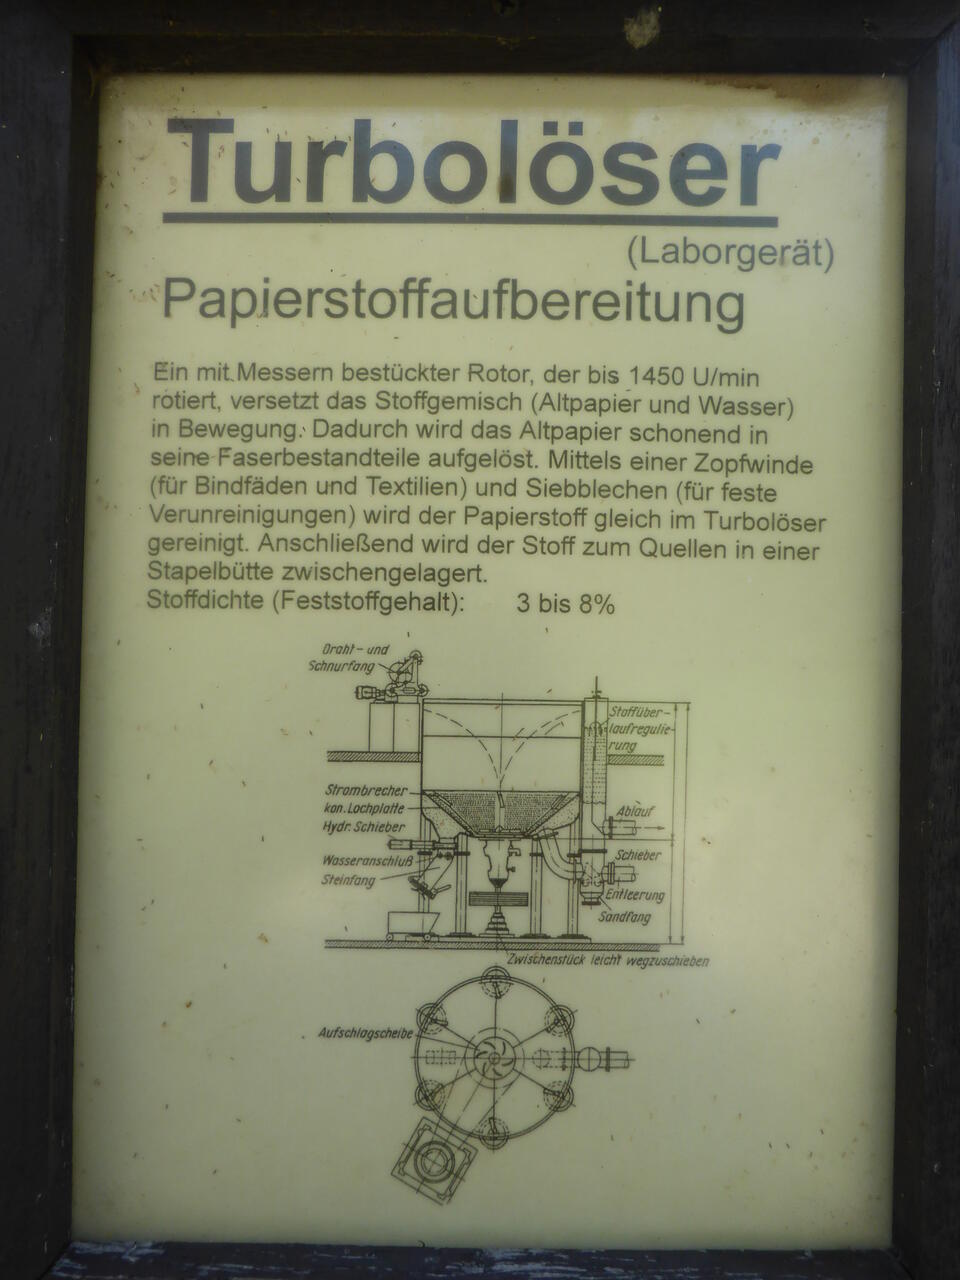 Turbolöser
(Laborgerät)
Papierstoffaufbereitung
Ein mit Messern bestückter Rotor, der bis 1450 U/min
rotiert, versetzt das Stoffgemisch (Altpapier und Wasser)
in Bewegung. Dadurch wird das Altpapier schonend in
seine Faserbestandteile aufgelöst. Mittels einer Zopfwinde
(für Bindfäden und Textilien) und Siebblechen (für feste
Verunreinigungen) wird der Papierstoff gleich im Turbolöser
gereinigt. Anschließend wird der Stoff zum Quellen in einer
Stapelbütte zwischengelagert.
Stoffdichte (Feststoffgehalt): 3 bis 8%
Draht- und
Schnurfang
Stoffüber-
laufregulie-
rung
Strombrecher
kon. Lochplatte
Hydr. Schieber
Ablauf
Wasseranschluß
Schieber
Steinfang
Entleerung
Sandfang
Zwischenstück leicht wegzuschieben
Aufschlagscheibe